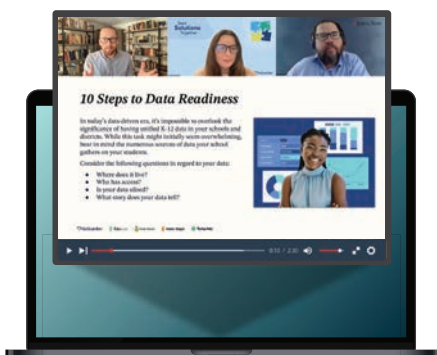 Solutions
Together
10 Steps to Data Readiness
In today's data-driven era, it's impossible to overlook the
significance of having unified K-12 data in your schools and
districts. While this task might initially seem overwhelming,
bear in mind the numerous sources of data your school
gathers on your students.
Consider the following questions in regard to your data:
● Where does it live?
● Who has access?
● Is your data siloed?
● What story does your data tell?